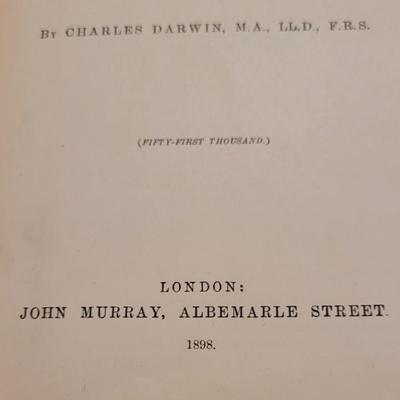 By CHARLES DARWIN, M.A., LL.D., F.R.S.
(FIFTY-FIRST THOUSAND.)
LONDON:
JOHN MURRAY, ALBEMARLE STREET.
1898.